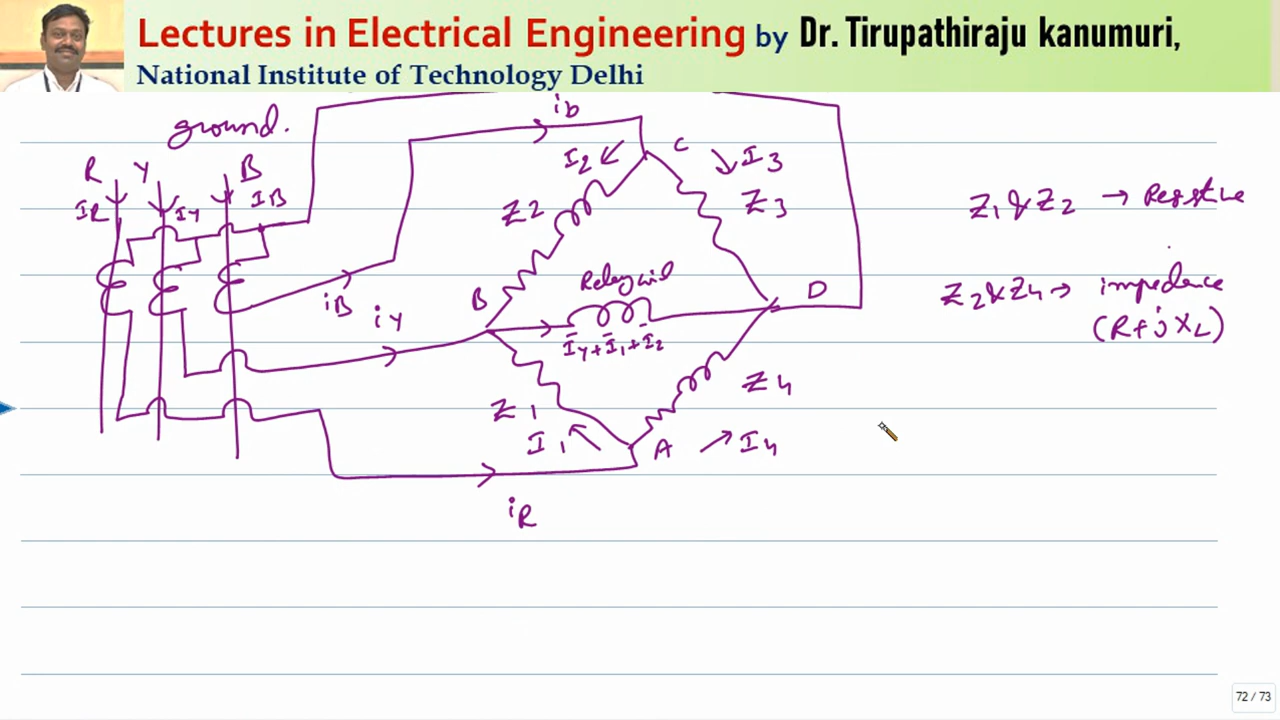 Lectures in Electrical Engineering by Dr. Tirupathiraju kanumuri,
National Institute of Technology Delhi
ground.
ib
R Y B
IR IY IB
I2 C I3
Z2 Z3
Z1 & Z2 → Resistive
Relay coil
B D
iB
iY
IY + I1 + I2
Z2 & Z4 → impedence
(R + j XL)
Z1 Z4
I1 A I4
iR
72 / 73